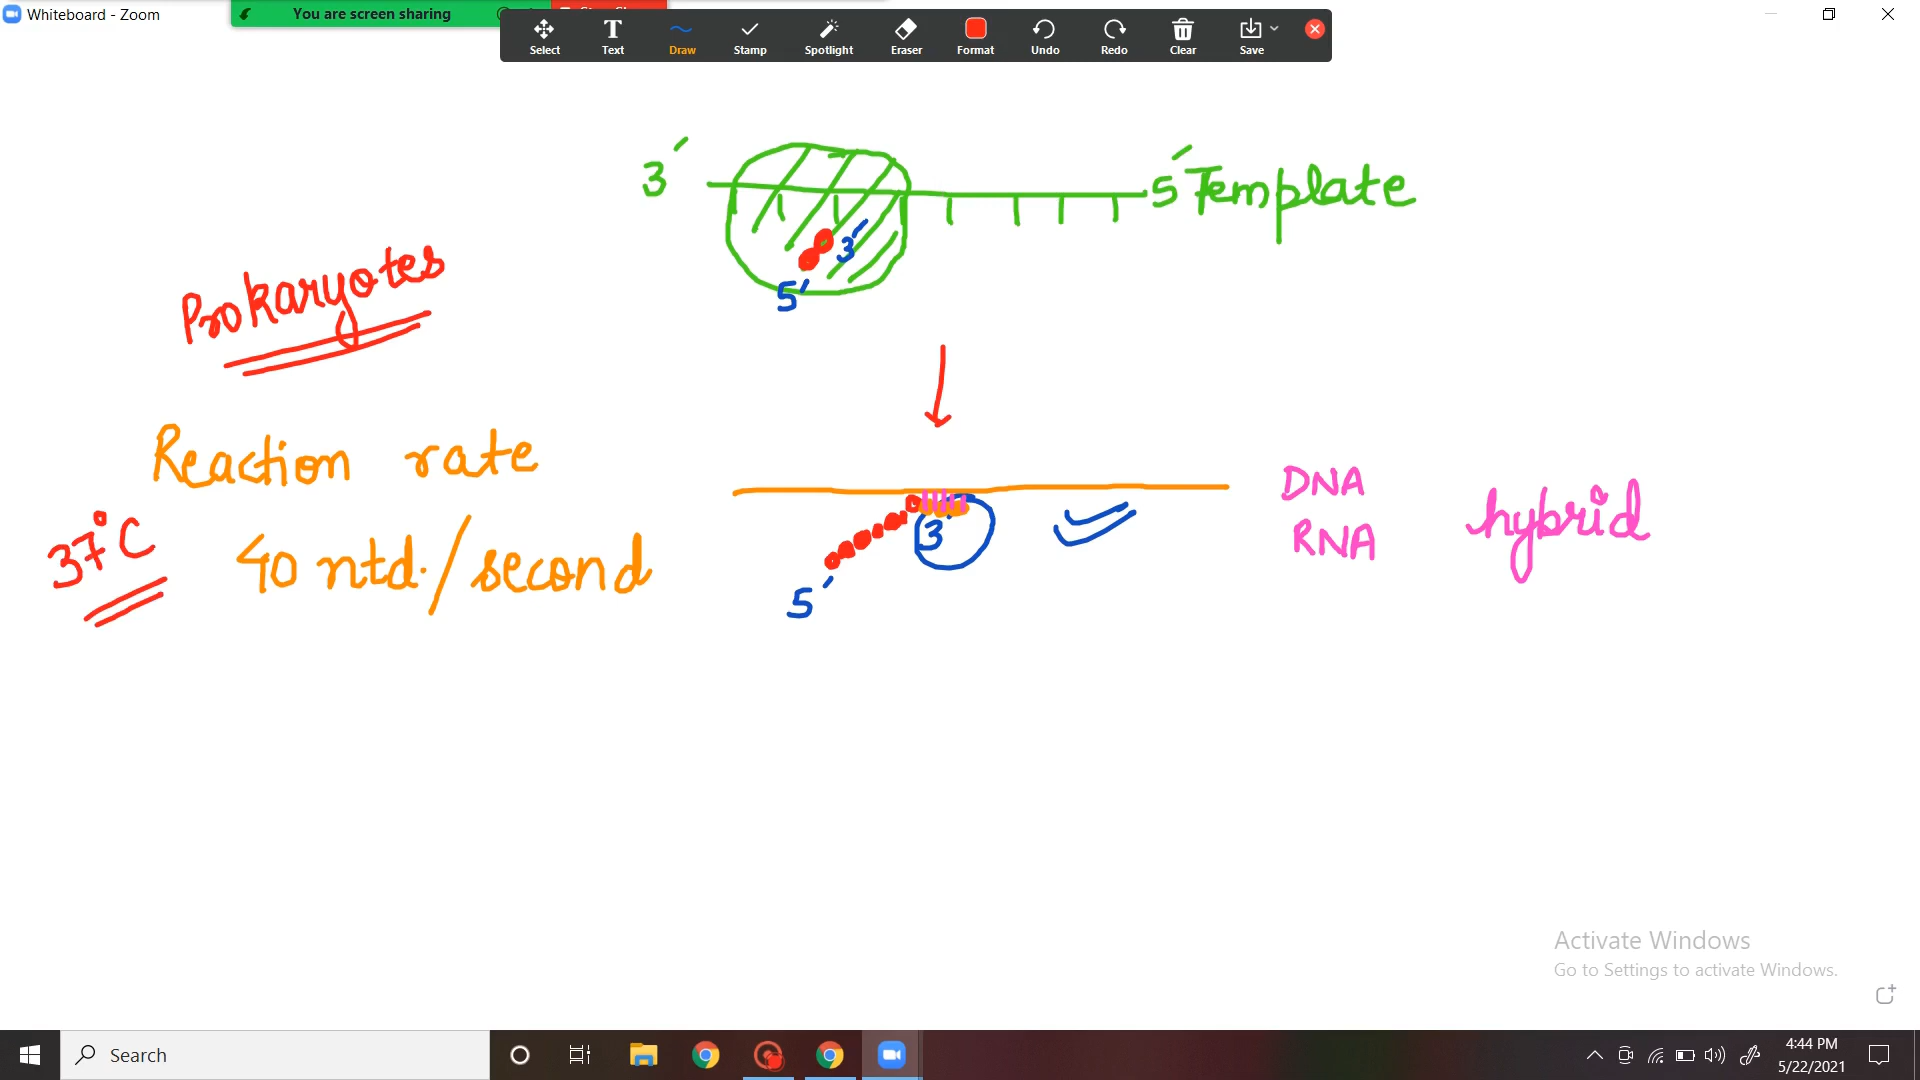 Whiteboard - Zoom
You are screen sharing
Select
Text
Draw
Stamp
Spotlight
Eraser
Format
Undo
Redo
Clear
Save
3´
5´ Template
3´
5´
Prokaryotes
Reaction rate
37°C
40 ntd./second
3´
5´
DNA
RNA
hybrid
Activate Windows
Go to Settings to activate Windows.
Search
4:44 PM
5/22/2021